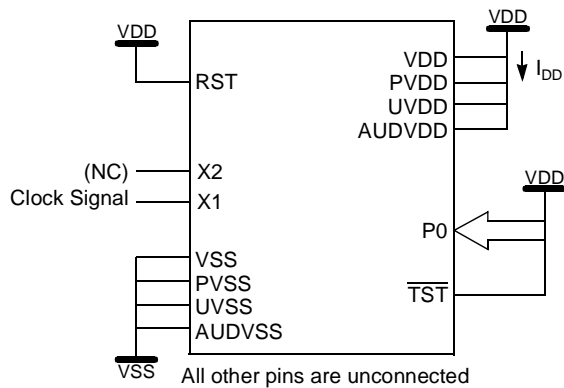 VDD
VDD
VDD
RST
PVDD
I_DD
UVDD
AUDVDD
(NC)
X2
Clock Signal
X1
VDD
P0
VSS
PVSS
TST
UVSS
AUDVSS
VSS
All other pins are unconnected